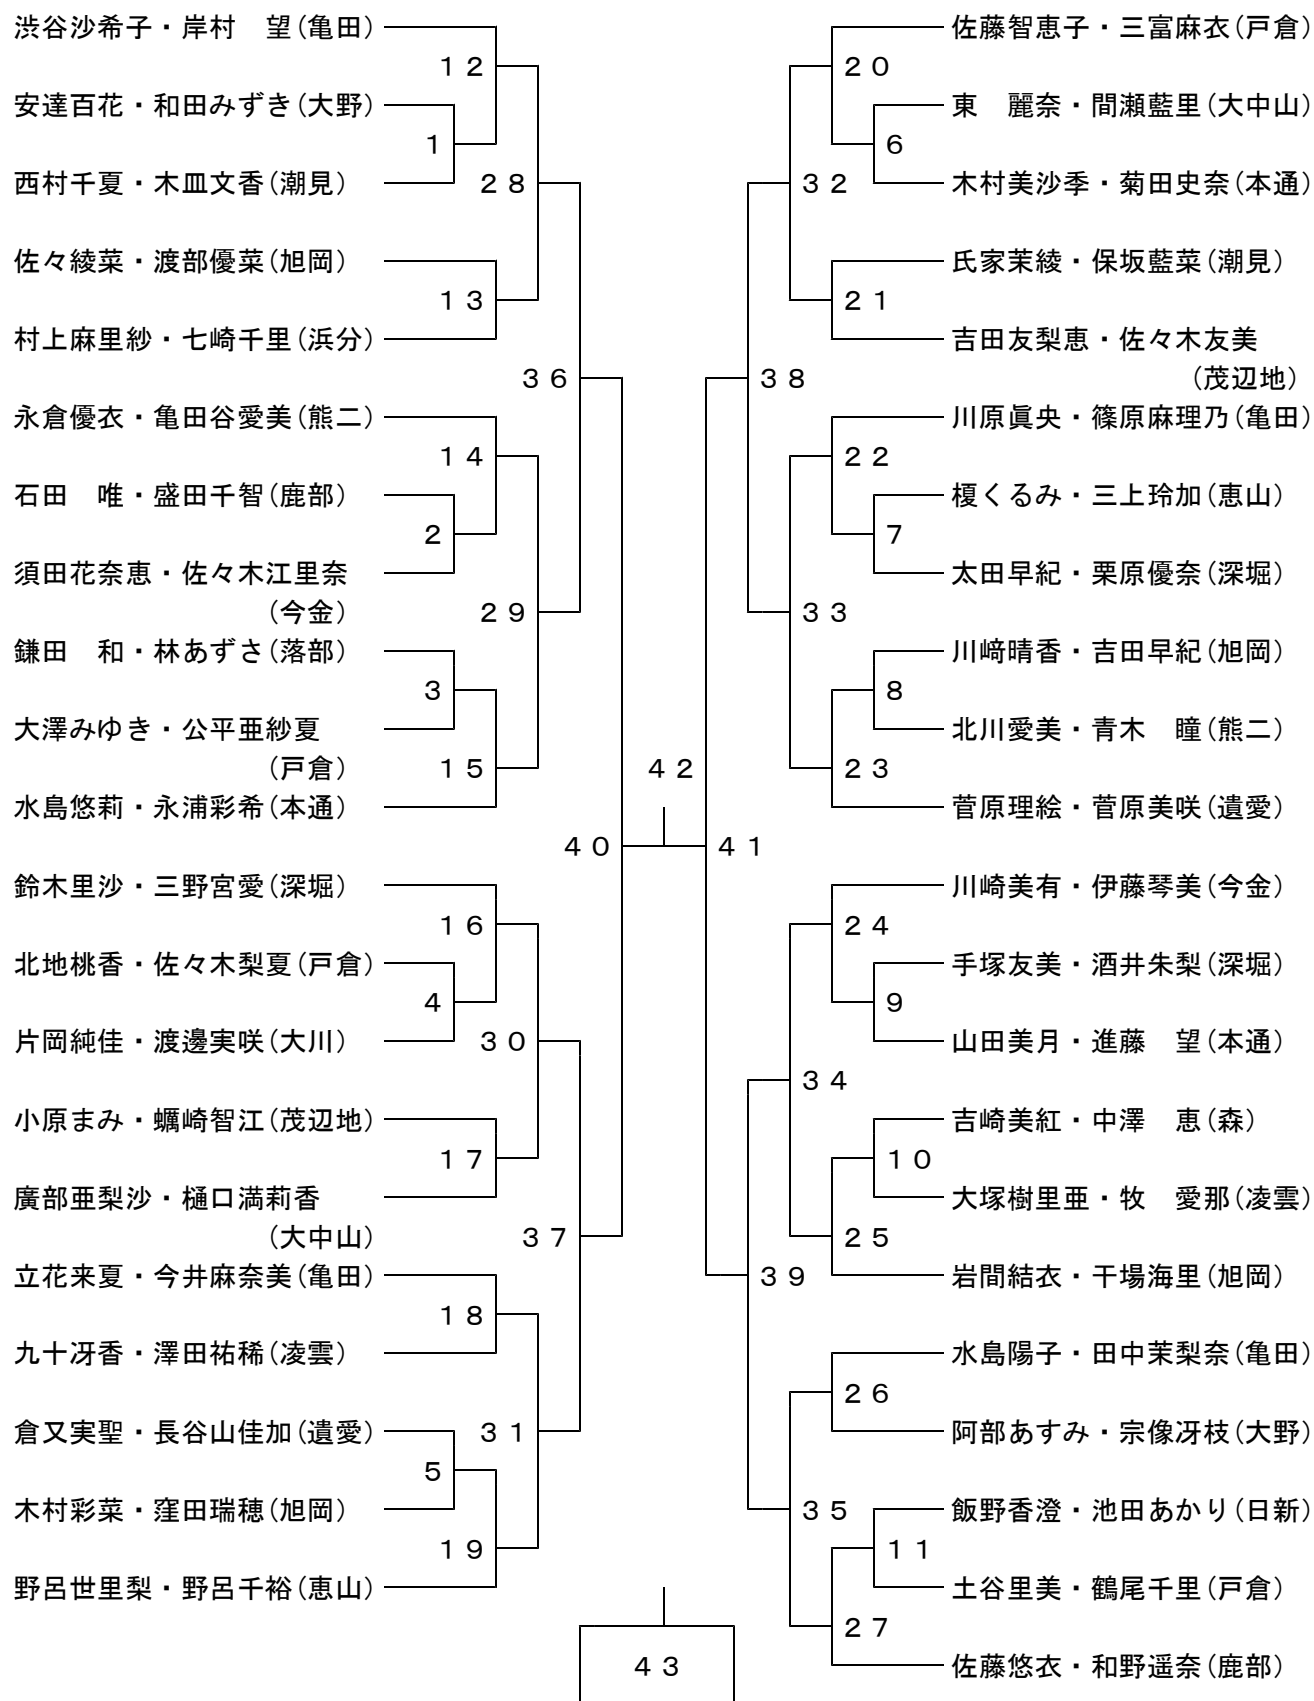 渋谷沙希子・岸村　望(亀田)
12
安達百花・和田みずき(大野)
1
西村千夏・木皿文香(潮見)
28
佐々綾菜・渡部優菜(旭岡)
13
村上麻里紗・七崎千里(浜分)
36
永倉優衣・亀田谷愛美(熊二)
14
石田　唯・盛田千智(鹿部)
2
須田花奈恵・佐々木江里奈
(今金)
29
鎌田　和・林あずさ(落部)
3
大澤みゆき・公平亜紗夏
(戸倉)
15
水島悠莉・永浦彩希(本通)
40
鈴木里沙・三野宮愛(深堀)
16
北地桃香・佐々木梨夏(戸倉)
4
片岡純佳・渡邊実咲(大川)
30
小原まみ・蠣崎智江(茂辺地)
17
廣部亜梨沙・樋口満莉香
(大中山)
37
立花来夏・今井麻奈美(亀田)
18
九十冴香・澤田祐稀(凌雲)
倉又実聖・長谷山佳加(遺愛)
31
5
木村彩菜・窪田瑞穂(旭岡)
19
野呂世里梨・野呂千裕(恵山)
42
43
佐藤智恵子・三富麻衣(戸倉)
20
東　麗奈・間瀬藍里(大中山)
6
木村美沙季・菊田史奈(本通)
32
氏家茉綾・保坂藍菜(潮見)
21
吉田友梨恵・佐々木友美
(茂辺地)
38
川原眞央・篠原麻理乃(亀田)
22
榎くるみ・三上玲加(恵山)
7
太田早紀・栗原優奈(深堀)
33
川﨑晴香・吉田早紀(旭岡)
8
北川愛美・青木　瞳(熊二)
23
菅原理絵・菅原美咲(遺愛)
41
川崎美有・伊藤琴美(今金)
24
手塚友美・酒井朱梨(深堀)
9
山田美月・進藤　望(本通)
34
吉崎美紅・中澤　恵(森)
10
大塚樹里亜・牧　愛那(凌雲)
25
岩間結衣・干場海里(旭岡)
39
水島陽子・田中茉梨奈(亀田)
26
阿部あすみ・宗像冴枝(大野)
35
飯野香澄・池田あかり(日新)
11
土谷里美・鶴尾千里(戸倉)
27
佐藤悠衣・和野遥奈(鹿部)